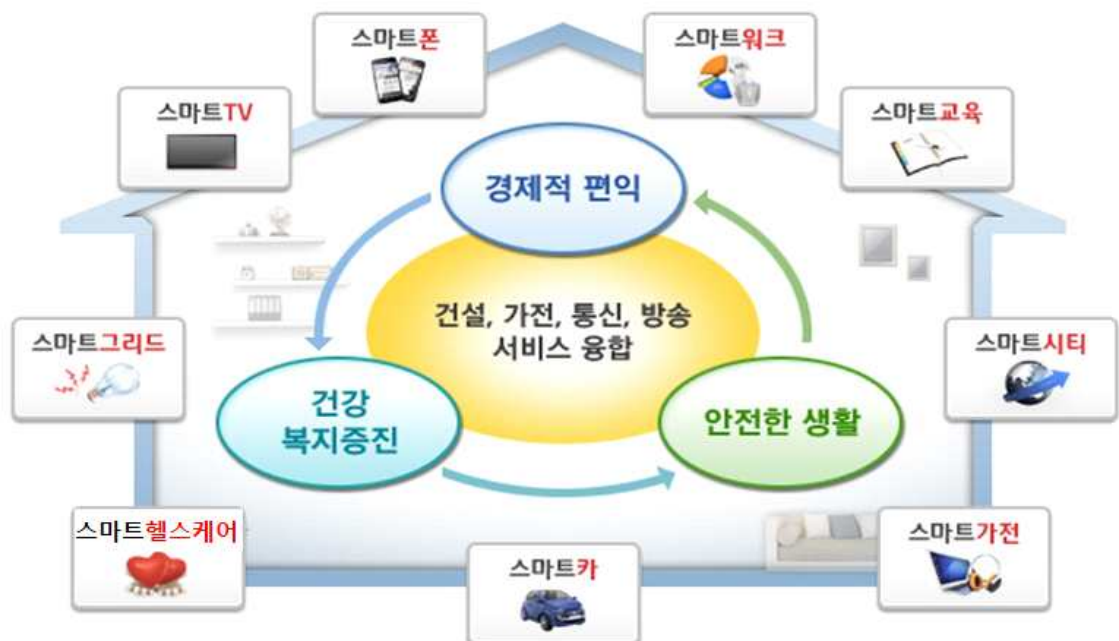 스마트폰
스마트워크
스마트TV
스마트교육
경제적 편익
건설, 가전, 통신, 방송
서비스 융합
스마트그리드
스마트시티
건강
복지증진
안전한 생활
스마트헬스케어
스마트가전
스마트카